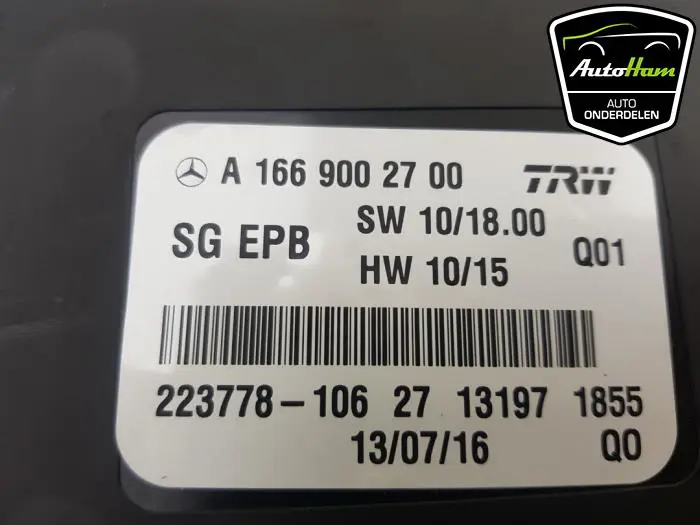 AutoHam
AUTO
ONDERDELEN
A 166 900 27 00
TRW
SG EPB
SW 10/18.00
HW 10/15
Q01
223778-106 27 13197 1855
13/07/16
Q0